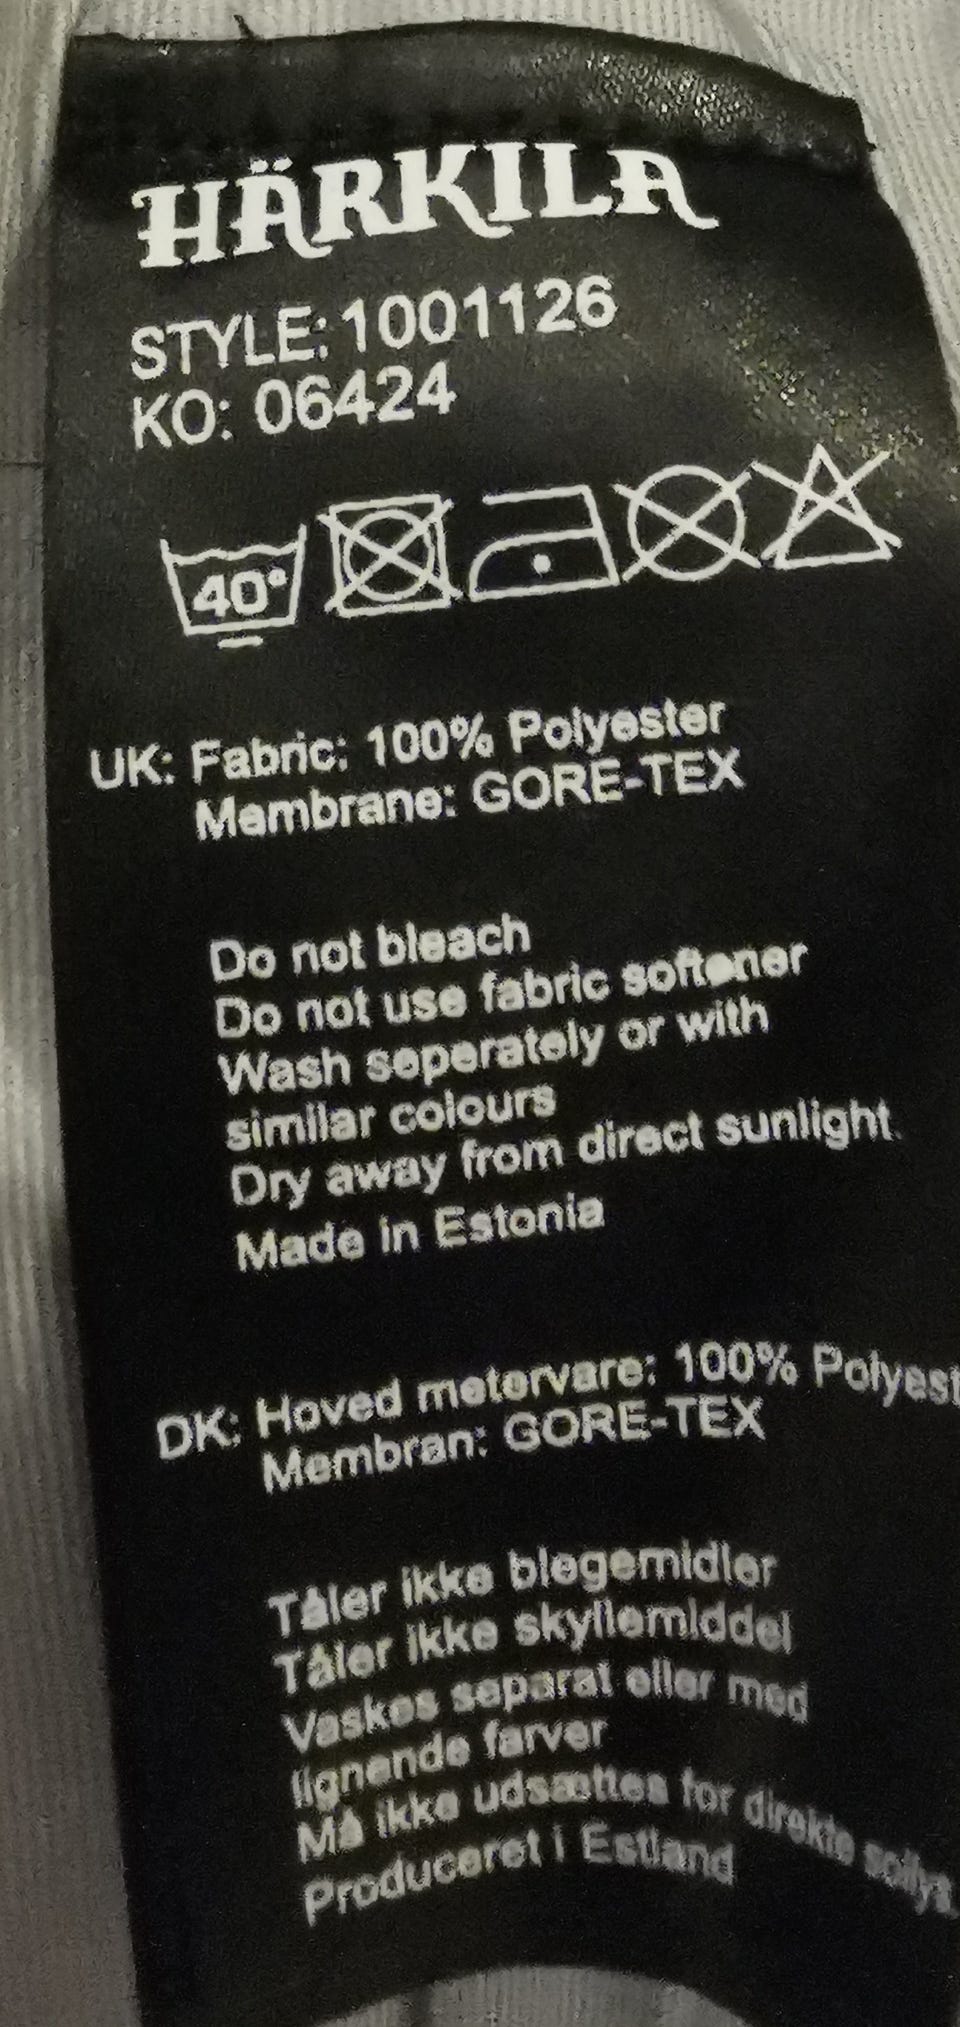 HÄRKILA
STYLE: 1001126
KO: 06424
40°
UK: Fabric: 100% Polyester
Membrane: GORE-TEX
Do not bleach
Do not use fabric softener
Wash seperately or with
similar colours
Dry away from direct sunlight.
Made in Estonia
DK: Hoved metervare: 100% Polyest
Membran: GORE-TEX
Tåler ikke blegemidler
Tåler ikke skyllemiddel
Vaskes separat eller med
lignende farver
Må ikke udsættes for direkte sollys
Produceret i Estland